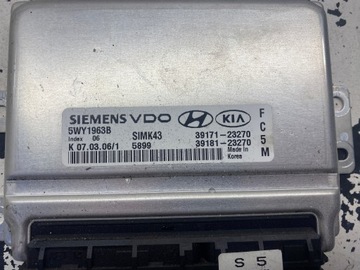 SIEMENS VDO KIA
5WY1963B SIMK43 39171-23270
Index 06 39181-23270
K 07.03.06/1 5899 Made in Korea
F
C
5
M
S 5